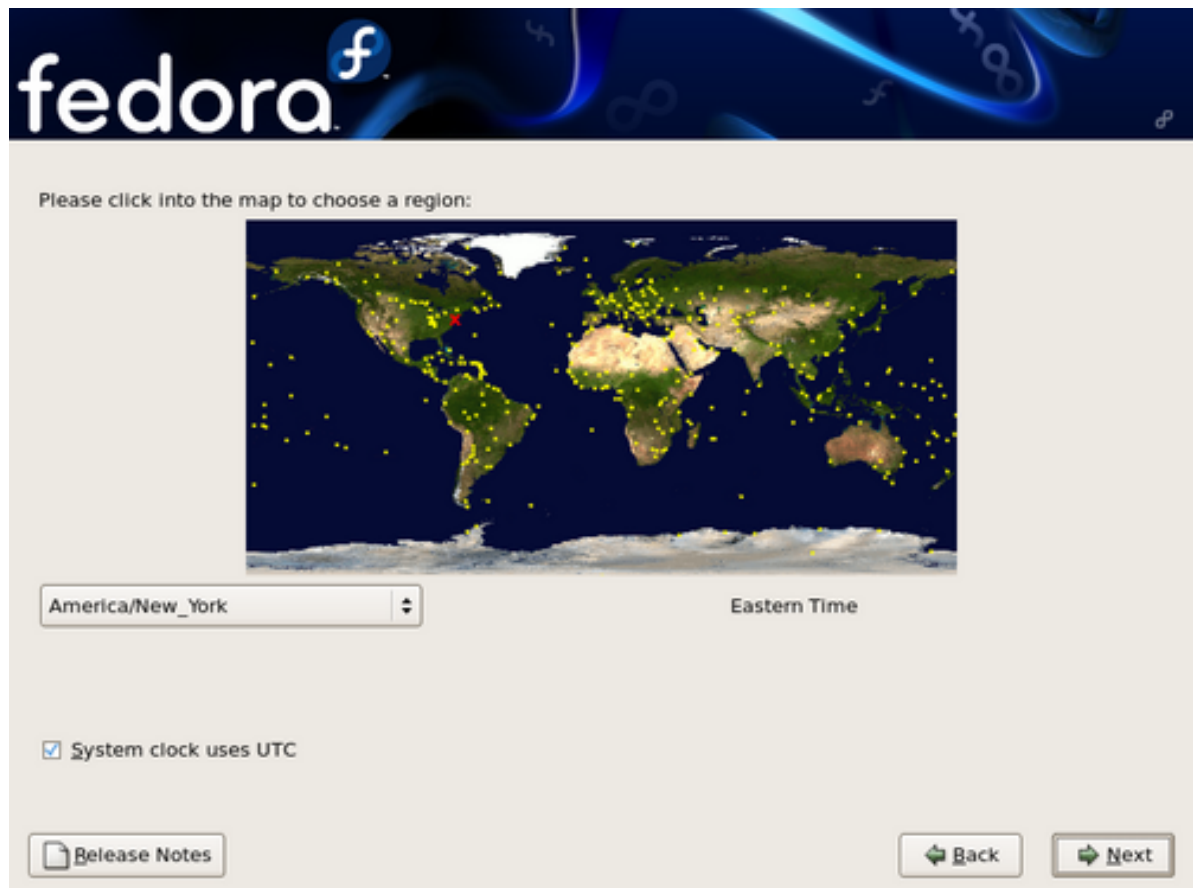 fedora
Please click into the map to choose a region:
America/New_York
Eastern Time
System clock uses UTC
Release Notes
Back
Next